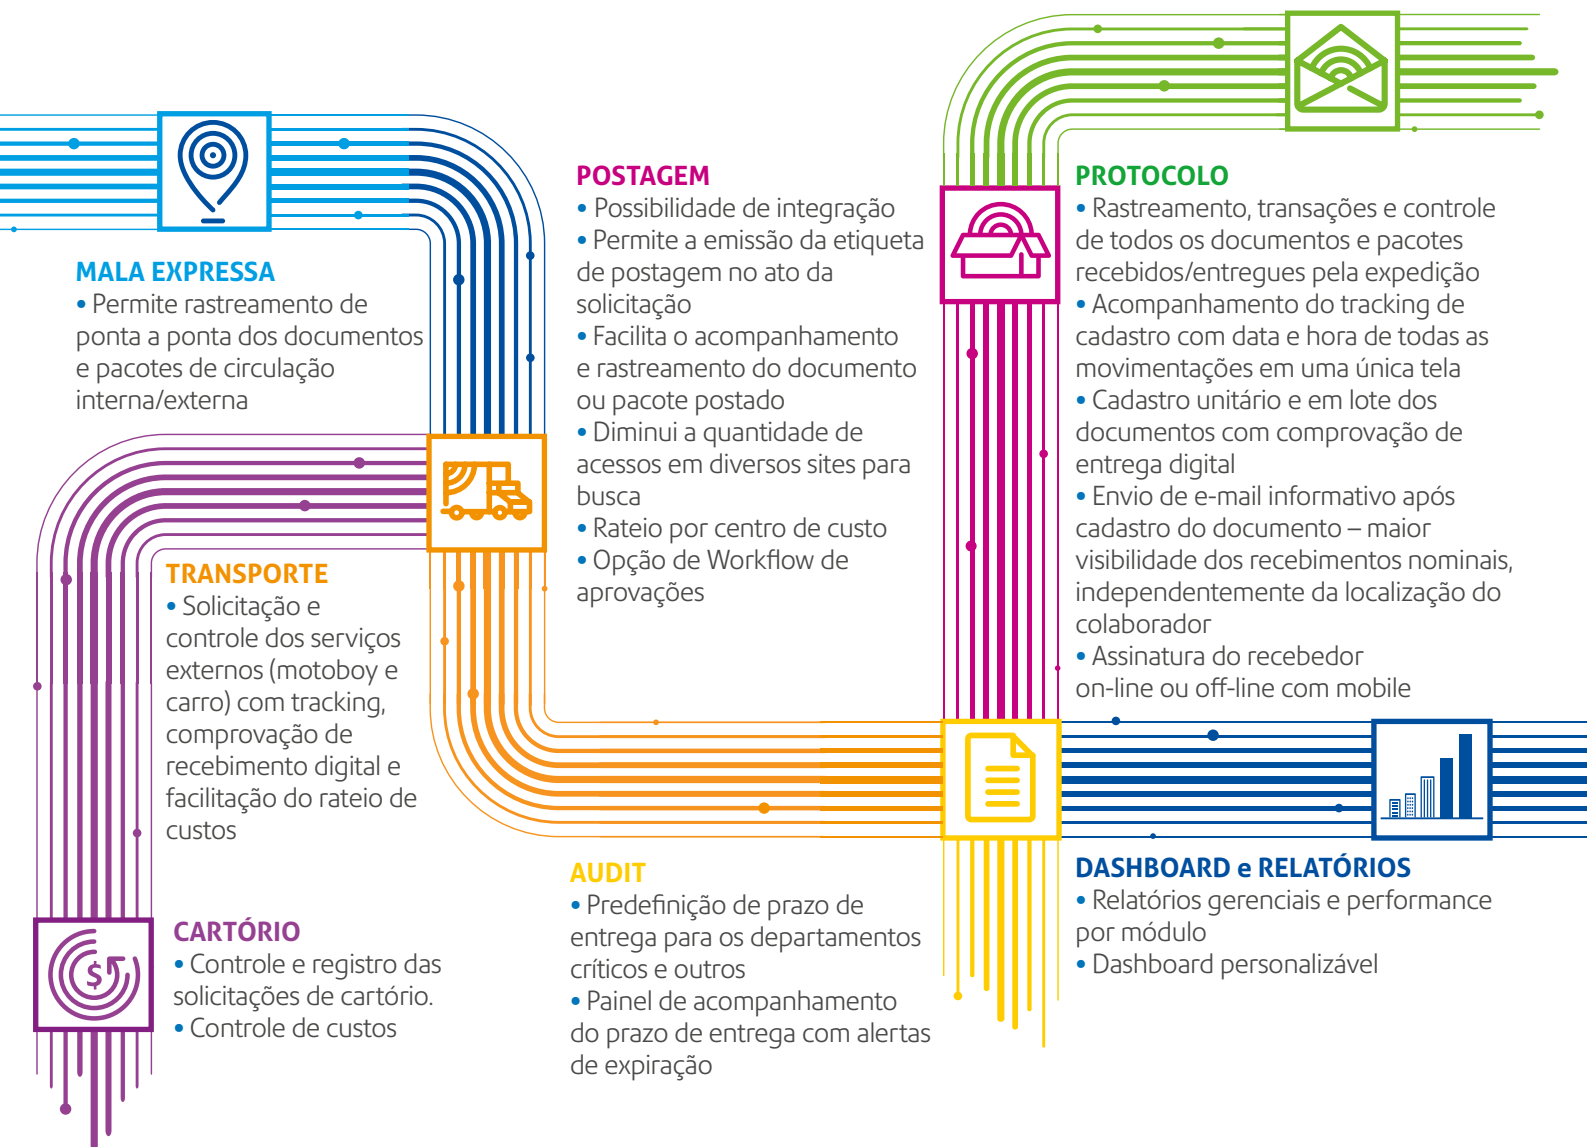 MALA EXPRESSA
• Permite rastreamento de
ponta a ponta dos documentos
e pacotes de circulação
interna/externa
TRANSPORTE
• Solicitação e
controle dos serviços
externos (motoboy e
carro) com tracking,
comprovação de
recebimento digital e
facilitação do rateio de
custos
$
CARTÓRIO
• Controle e registro das
solicitações de cartório.
• Controle de custos
POSTAGEM
• Possibilidade de integração
• Permite a emissão da etiqueta
de postagem no ato da
solicitação
• Facilita o acompanhamento
e rastreamento do documento
ou pacote postado
• Diminui a quantidade de
acessos em diversos sites para
busca
• Rateio por centro de custo
• Opção de Workflow de
aprovações
AUDIT
• Predefinição de prazo de
entrega para os departamentos
críticos e outros
• Painel de acompanhamento
do prazo de entrega com alertas
de expiração
PROTOCOLO
• Rastreamento, transações e controle
de todos os documentos e pacotes
recebidos/entregues pela expedição
• Acompanhamento do tracking de
cadastro com data e hora de todas as
movimentações em uma única tela
• Cadastro unitário e em lote dos
documentos com comprovação de
entrega digital
• Envio de e-mail informativo após
cadastro do documento – maior
visibilidade dos recebimentos nominais,
independentemente da localização do
colaborador
• Assinatura do recebedor
on-line ou off-line com mobile
DASHBOARD e RELATÓRIOS
• Relatórios gerenciais e performance
por módulo
• Dashboard personalizável